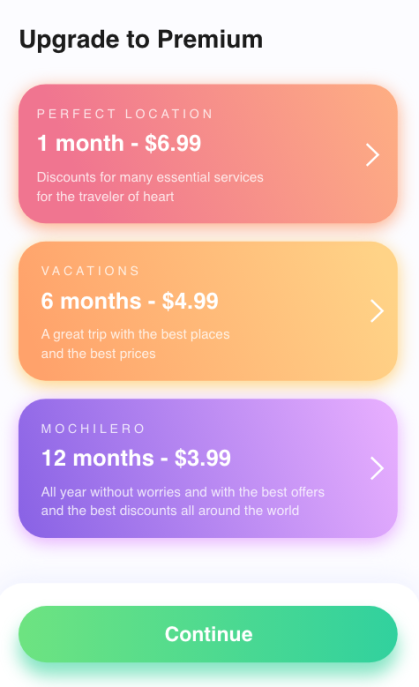 Upgrade to Premium
PERFECT LOCATION
1 month - $6.99
Discounts for many essential services
for the traveler of heart
VACATIONS
6 months - $4.99
A great trip with the best places
and the best prices
MOCHILERO
12 months - $3.99
All year without worries and with the best offers
and the best discounts all around the world
Continue